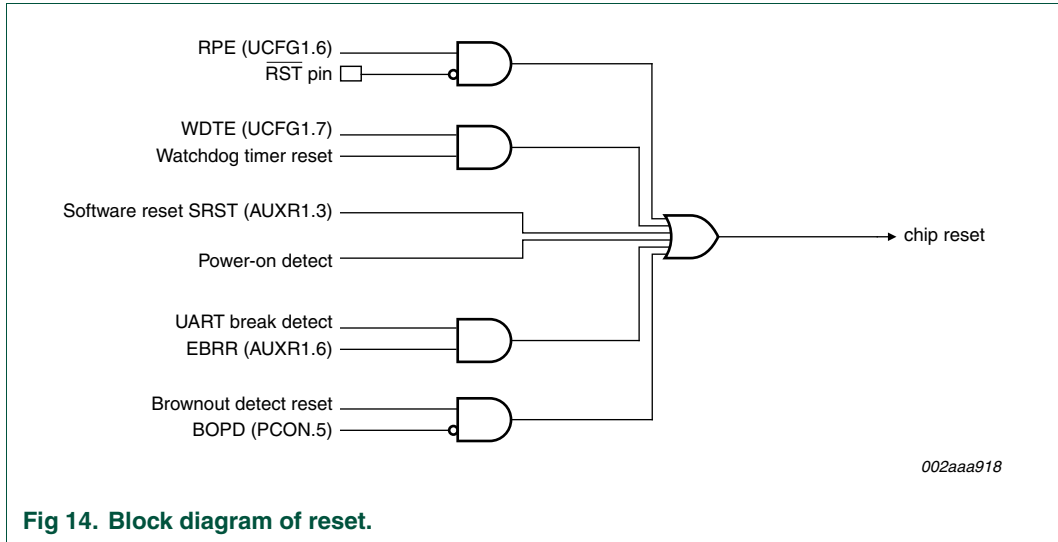 RPE (UCFG1.6)
RST pin
WDTE (UCFG1.7)
Watchdog timer reset
Software reset SRST (AUXR1.3)
chip reset
Power-on detect
UART break detect
EBRR (AUXR1.6)
Brownout detect reset
BOPD (PCON.5)
002aaa918
Fig 14. Block diagram of reset.